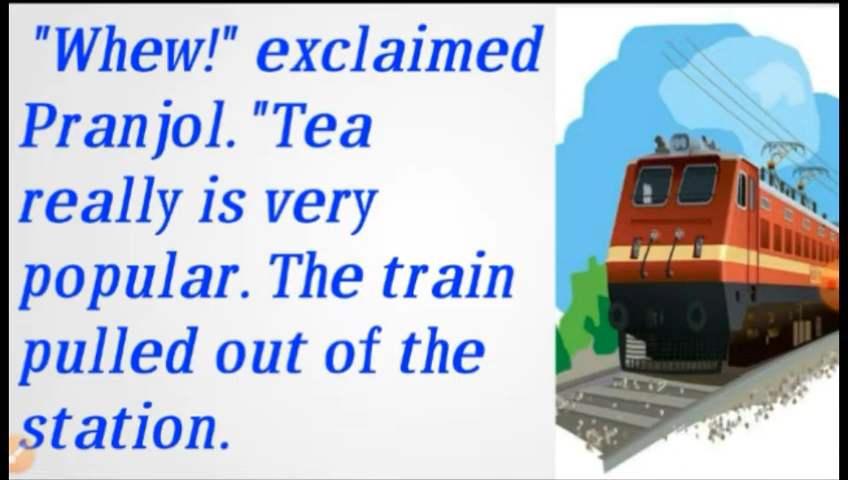 "Whew!" exclaimed
Pranjol. "Tea
really is very
popular. The train
pulled out of the
station.